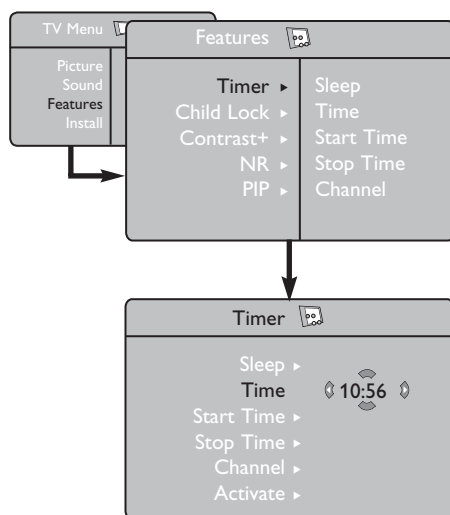 TV Menu
Picture
Sound
Features
Install
Features
Timer ▸ Sleep
Child Lock ▸ Time
Contrast+ ▸ Start Time
NR ▸ Stop Time
PIP ▸ Channel
Timer
Sleep ▸
Time 10:56
Start Time ▸
Stop Time ▸
Channel ▸
Activate ▸